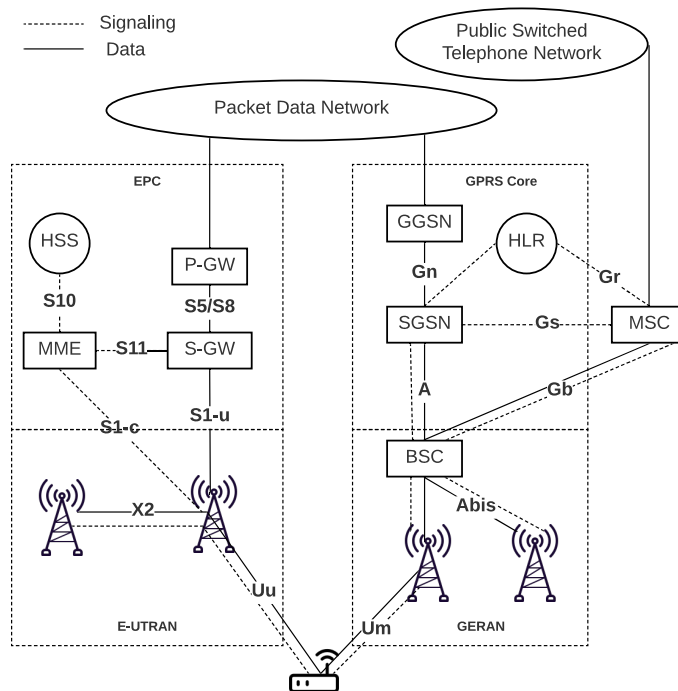 Signaling
Data
Public Switched
Telephone Network
Packet Data Network
EPC
GPRS Core
HSS
GGSN
HLR
P-GW
Gn
Gr
S10
S5/S8
SGSN
Gs
MSC
MME
S11
S-GW
A
Gb
S1-c
S1-u
BSC
X2
Abis
Uu
Um
E-UTRAN
GERAN